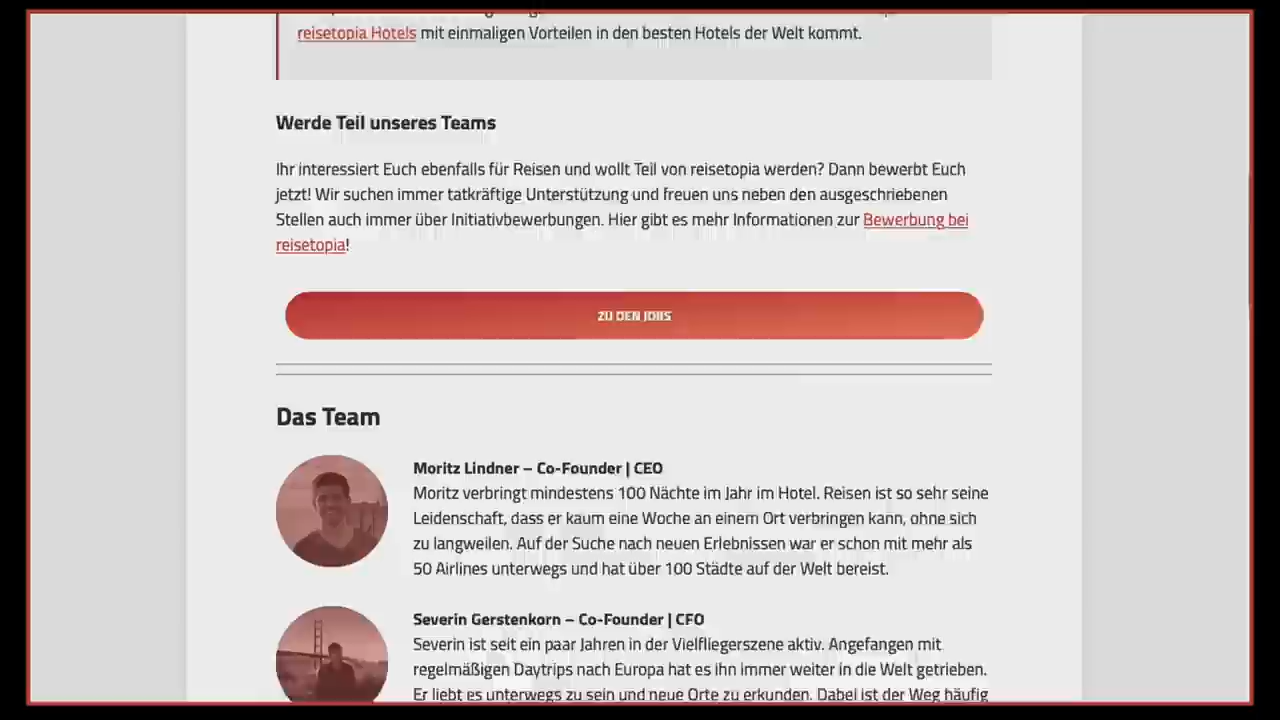 reisetopia Hotels mit einmaligen Vorteilen in den besten Hotels der Welt kommt.
Werde Teil unseres Teams
Ihr interessiert Euch ebenfalls für Reisen und wollt Teil von reisetopia werden? Dann bewerbt Euch
jetzt! Wir suchen immer tatkräftige Unterstützung und freuen uns neben den ausgeschriebenen
Stellen auch immer über Initiativbewerbungen. Hier gibt es mehr Informationen zur Bewerbung bei
reisetopia!
ZU DEN JOBS
Das Team
Moritz Lindner – Co-Founder | CEO
Moritz verbringt mindestens 100 Nächte im Jahr im Hotel. Reisen ist so sehr seine
Leidenschaft, dass er kaum eine Woche an einem Ort verbringen kann, ohne sich
zu langweilen. Auf der Suche nach neuen Erlebnissen war er schon mit mehr als
50 Airlines unterwegs und hat über 100 Städte auf der Welt bereist.
Severin Gerstenkorn – Co-Founder | CFO
Severin ist seit ein paar Jahren in der Vielfliegerszene aktiv. Angefangen mit
regelmäßigen Daytrips nach Europa hat es ihn immer weiter in die Welt getrieben.
Er liebt es unterwegs zu sein und neue Orte zu erkunden. Dabei ist der Weg häufig